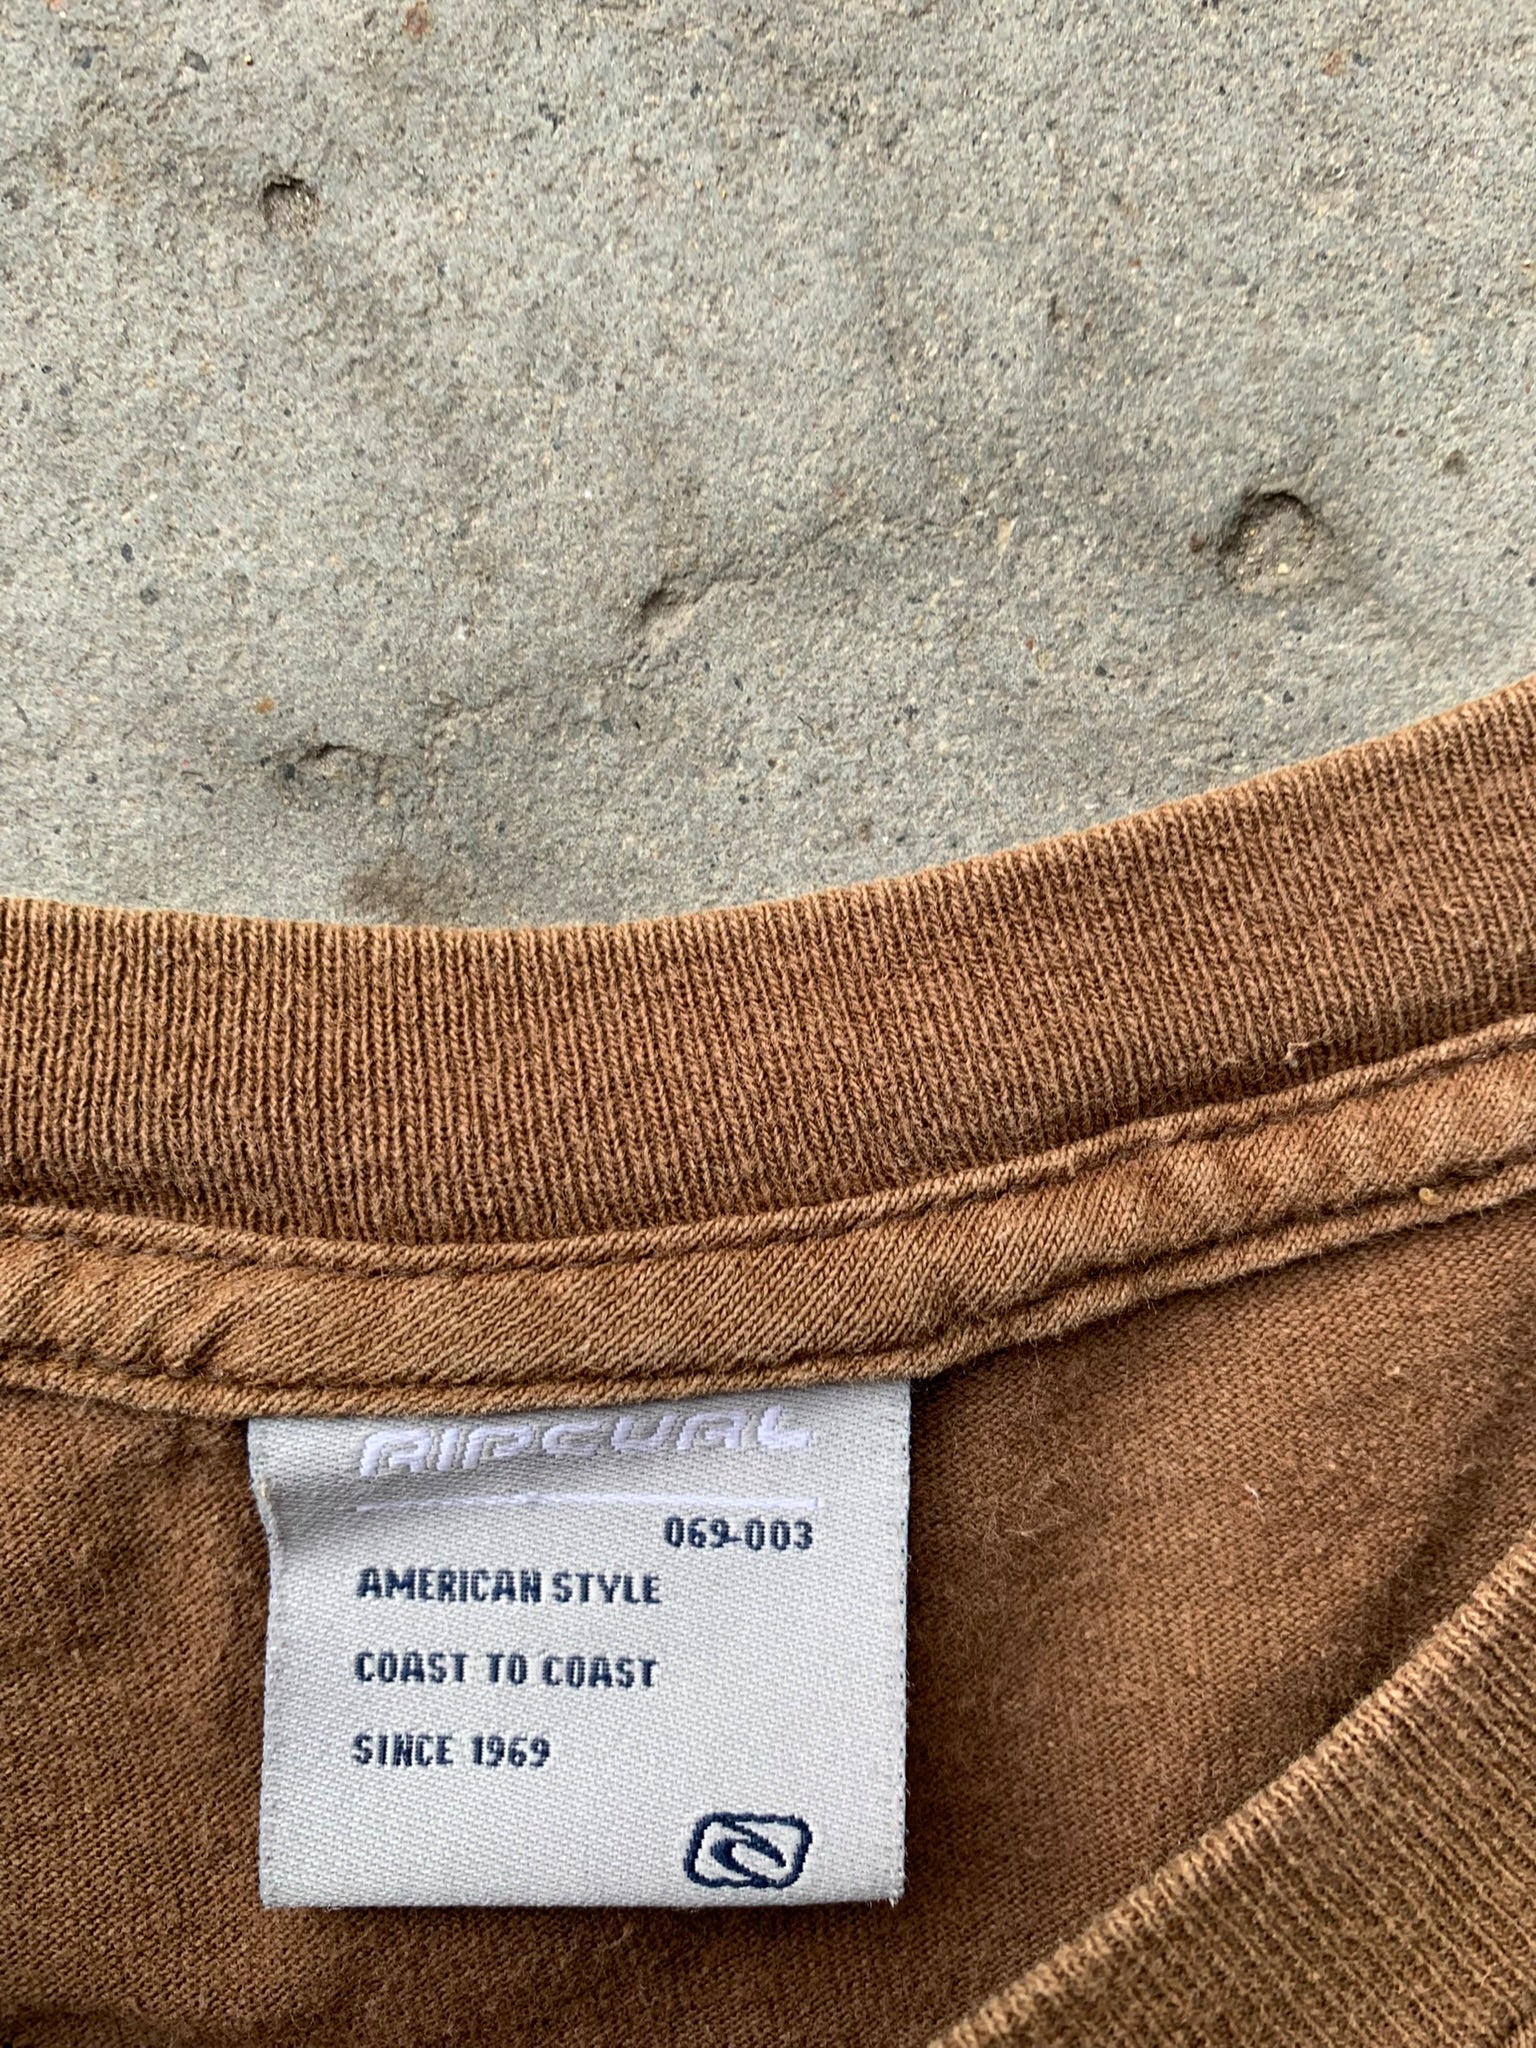 RIPCURL
069-003
AMERICAN STYLE
COAST TO COAST
SINCE 1969